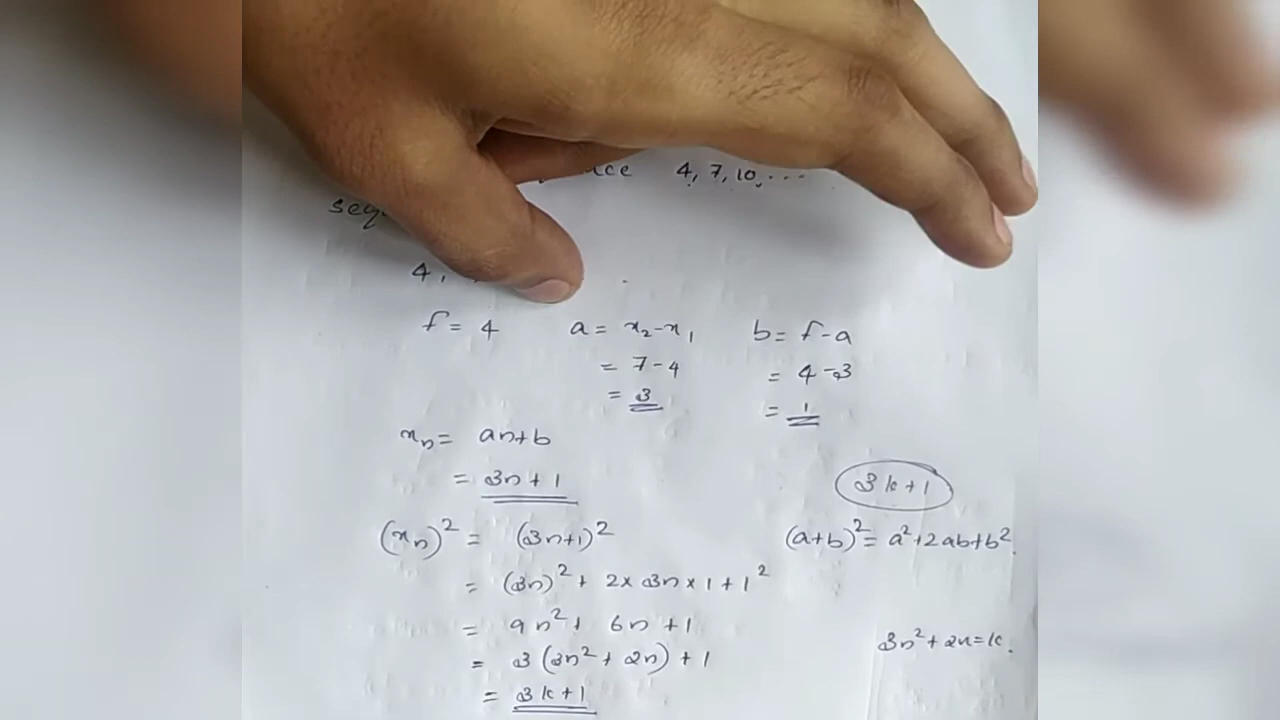 4, 7, 10, ...
4,
f = 4 a = x₂-x₁ b = f-a
= 7-4 = 4-3
= 3 = 1
xₙ = an+b
= 3n+1 3k+1
(xₙ)² = (3n+1)² (a+b)² = a²+2ab+b².
= (3n)² + 2×3n×1+1²
= 9n² + 6n +1
= 3(3n²+2n)+1 3n²+2n=k.
= 3k+1